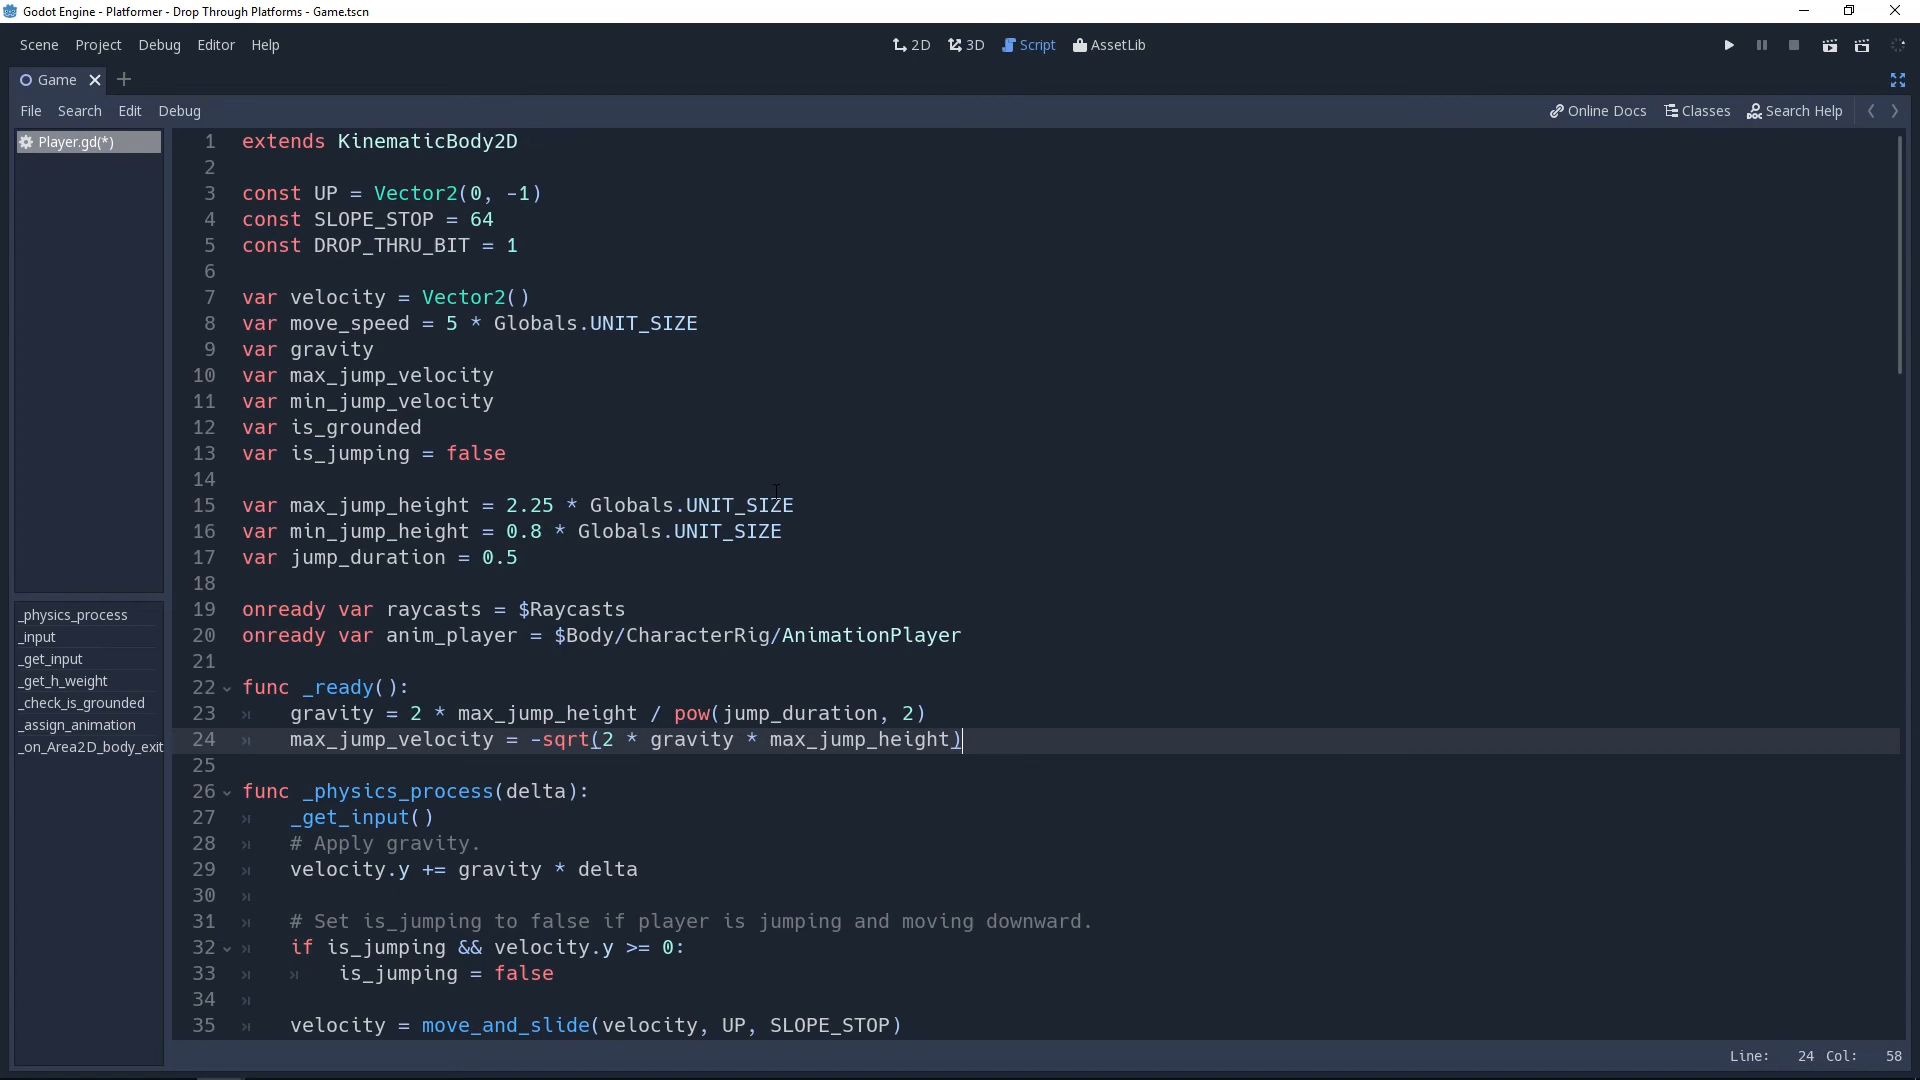 Godot Engine - Platformer - Drop Through Platforms - Game.tscn
Scene Project Debug Editor Help 2D 3D Script AssetLib
Game
File Search Edit Debug Online Docs Classes Search Help
Player.gd(*)
_physics_process
_input
_get_input
_get_h_weight
_check_is_grounded
_assign_animation
_on_Area2D_body_exit
1 extends KinematicBody2D
2
3 const UP = Vector2(0, -1)
4 const SLOPE_STOP = 64
5 const DROP_THRU_BIT = 1
6
7 var velocity = Vector2()
8 var move_speed = 5 * Globals.UNIT_SIZE
9 var gravity
10 var max_jump_velocity
11 var min_jump_velocity
12 var is_grounded
13 var is_jumping = false
14
15 var max_jump_height = 2.25 * Globals.UNIT_SIZE
16 var min_jump_height = 0.8 * Globals.UNIT_SIZE
17 var jump_duration = 0.5
18
19 onready var raycasts = $Raycasts
20 onready var anim_player = $Body/CharacterRig/AnimationPlayer
21
22 func _ready():
23 gravity = 2 * max_jump_height / pow(jump_duration, 2)
24 max_jump_velocity = -sqrt(2 * gravity * max_jump_height)
25
26 func _physics_process(delta):
27 _get_input()
28 # Apply gravity.
29 velocity.y += gravity * delta
30
31 # Set is_jumping to false if player is jumping and moving downward.
32 if is_jumping && velocity.y >= 0:
33 is_jumping = false
34
35 velocity = move_and_slide(velocity, UP, SLOPE_STOP)
Line: 24 Col: 58